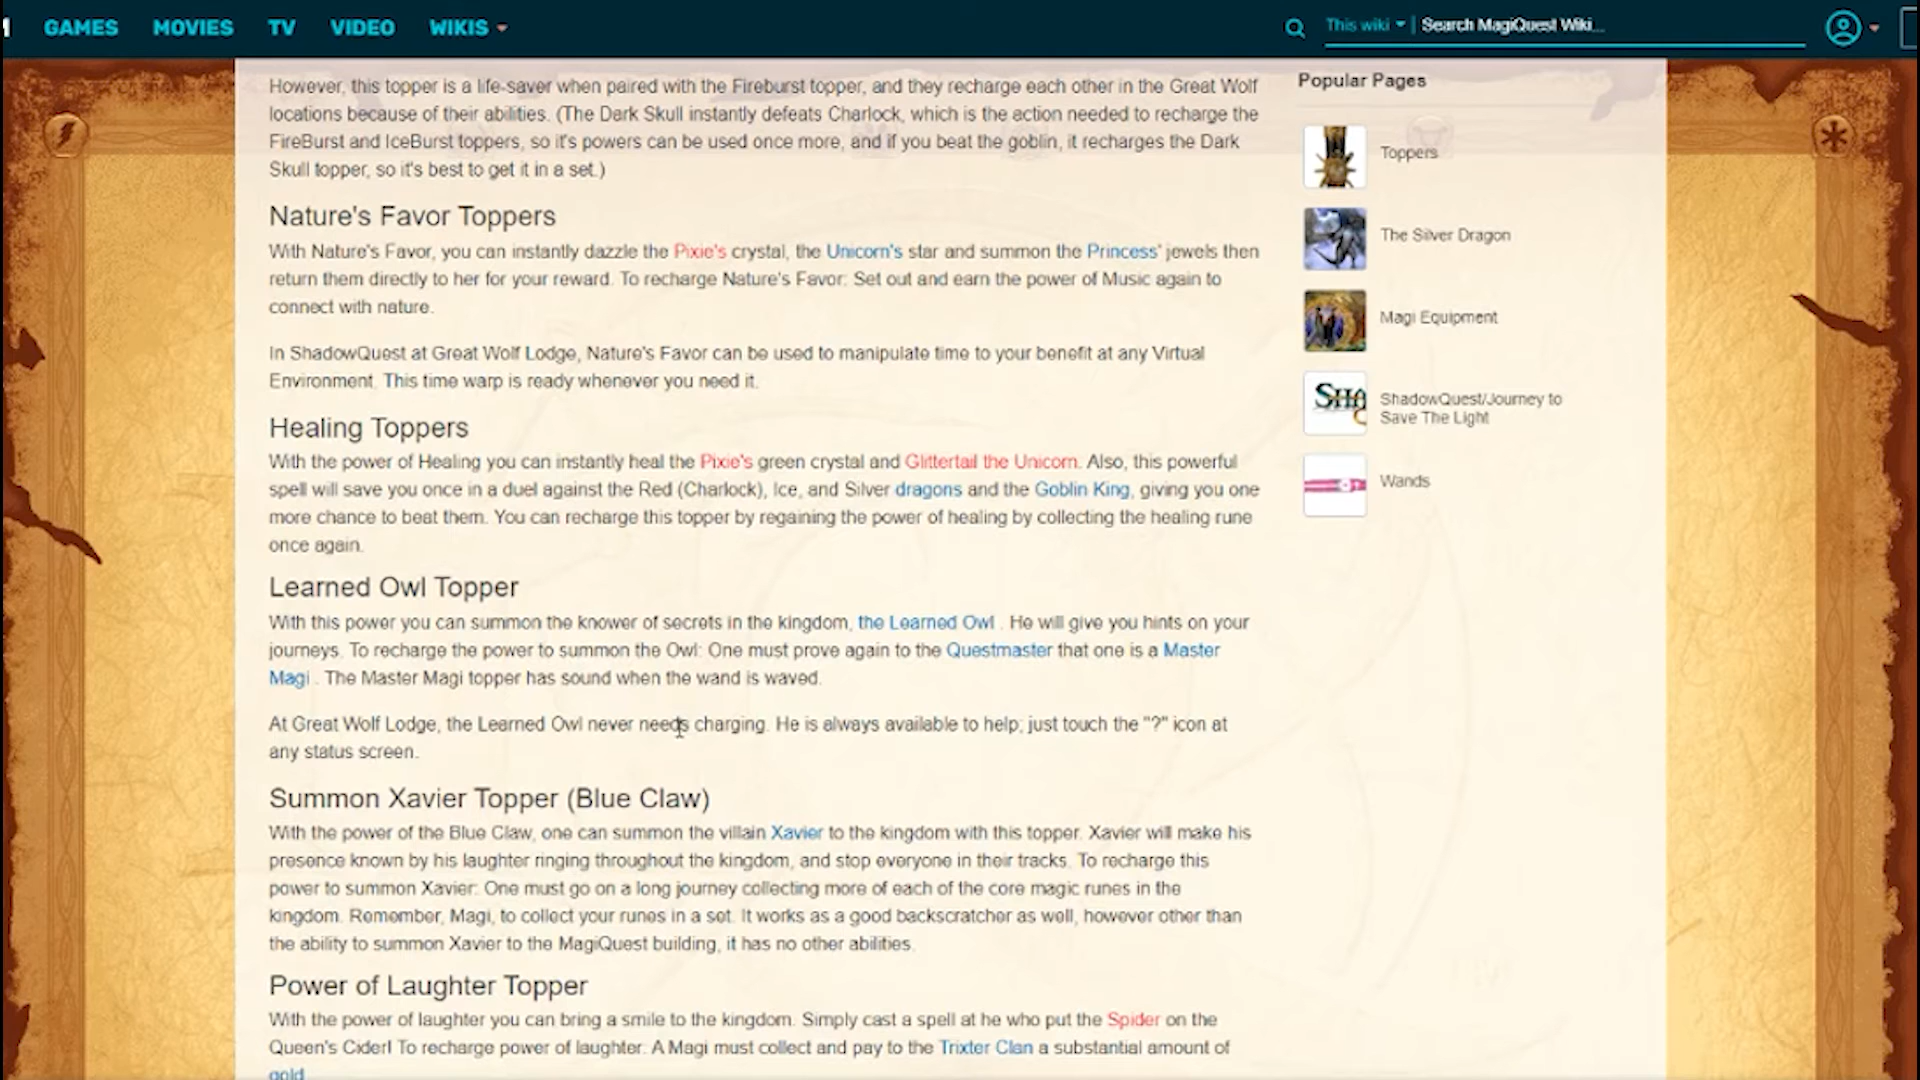 GAMES MOVIES TV VIDEO WIKIS
This wiki Search MagiQuest Wiki...
However, this topper is a life-saver when paired with the Fireburst topper, and they recharge each other in the Great Wolf
locations because of their abilities. (The Dark Skull instantly defeats Charlock, which is the action needed to recharge the
FireBurst and IceBurst toppers, so it's powers can be used once more, and if you beat the goblin, it recharges the Dark
Skull topper, so it's best to get it in a set.)
Nature's Favor Toppers
With Nature's Favor, you can instantly dazzle the Pixie's crystal, the Unicorn's star and summon the Princess' jewels then
return them directly to her for your reward. To recharge Nature's Favor: Set out and earn the power of Music again to
connect with nature.
In ShadowQuest at Great Wolf Lodge, Nature's Favor can be used to manipulate time to your benefit at any Virtual
Environment. This time warp is ready whenever you need it.
Healing Toppers
With the power of Healing you can instantly heal the Pixie's green crystal and Glittertail the Unicorn. Also, this powerful
spell will save you once in a duel against the Red (Charlock), Ice, and Silver dragons and the Goblin King, giving you one
more chance to beat them. You can recharge this topper by regaining the power of healing by collecting the healing rune
once again.
Learned Owl Topper
With this power you can summon the knower of secrets in the kingdom, the Learned Owl . He will give you hints on your
journeys. To recharge the power to summon the Owl: One must prove again to the Questmaster that one is a Master
Magi . The Master Magi topper has sound when the wand is waved.
At Great Wolf Lodge, the Learned Owl never needs charging. He is always available to help; just touch the "?" icon at
any status screen.
Summon Xavier Topper (Blue Claw)
With the power of the Blue Claw, one can summon the villain Xavier to the kingdom with this topper. Xavier will make his
presence known by his laughter ringing throughout the kingdom, and stop everyone in their tracks. To recharge this
power to summon Xavier: One must go on a long journey collecting more of each of the core magic runes in the
kingdom. Remember, Magi, to collect your runes in a set. It works as a good backscratcher as well, however other than
the ability to summon Xavier to the MagiQuest building, it has no other abilities.
Power of Laughter Topper
With the power of laughter you can bring a smile to the kingdom. Simply cast a spell at he who put the Spider on the
Queen's Cider! To recharge power of laughter: A Magi must collect and pay to the Trixter Clan a substantial amount of
gold
Popular Pages
Toppers
The Silver Dragon
Magi Equipment
SHA
ShadowQuest/Journey to
Save The Light
Wands